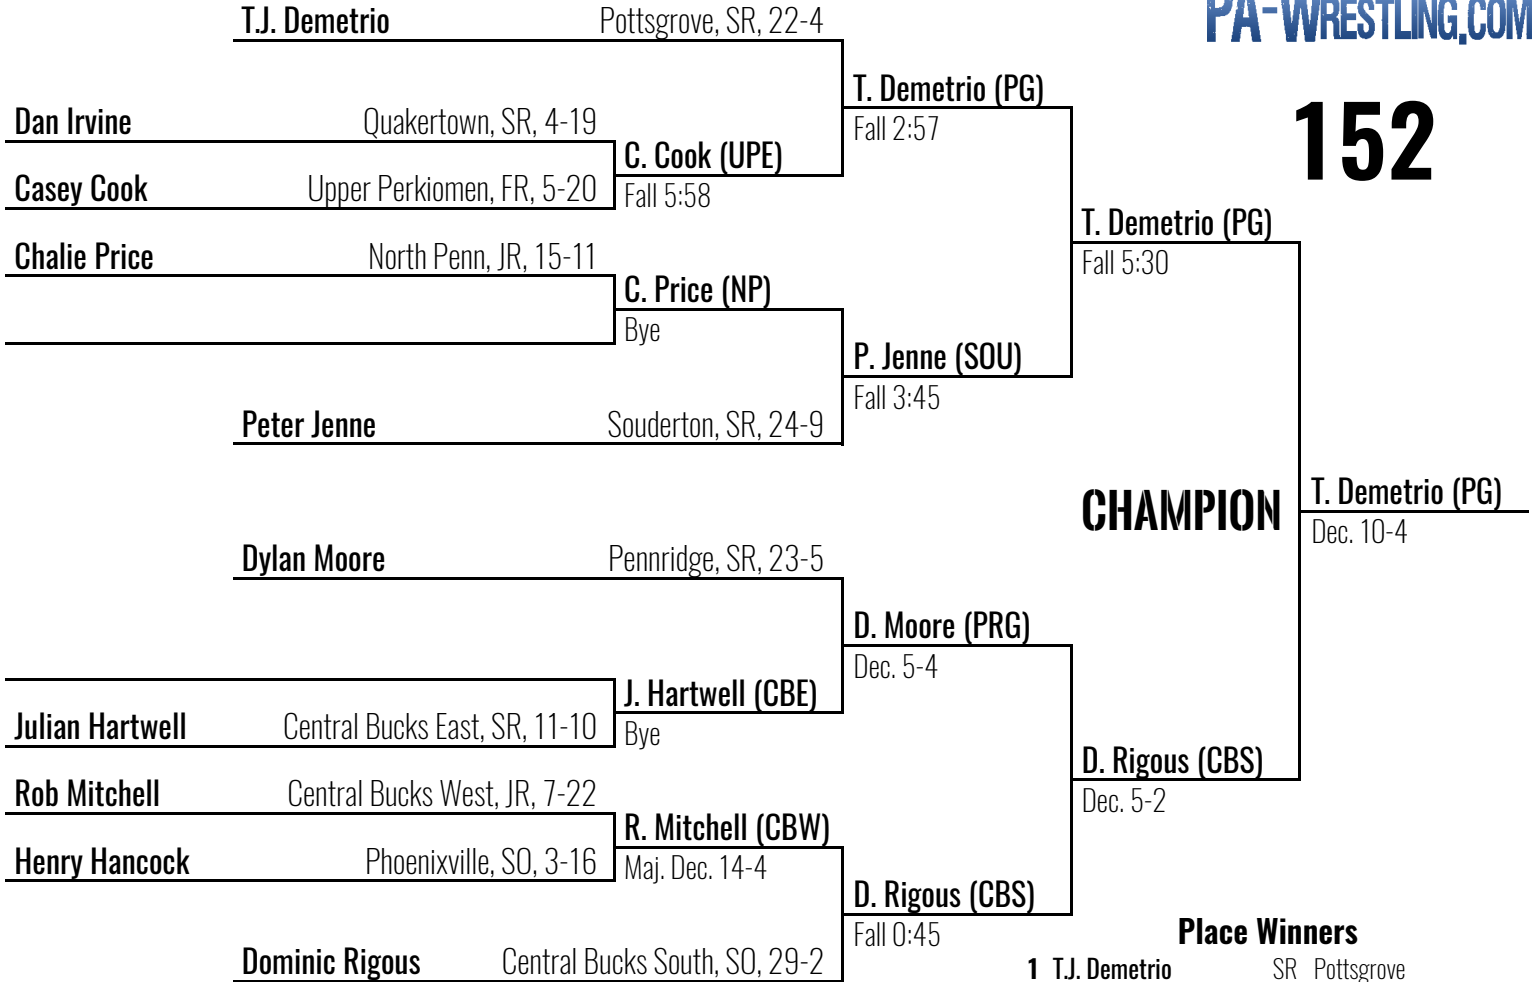 PA-WRESTLING.COM
152
T.J. Demetrio Pottsgrove, SR, 22-4
T. Demetrio (PG)
Fall 2:57
Dan Irvine Quakertown, SR, 4-19
C. Cook (UPE)
Fall 5:58
Casey Cook Upper Perkiomen, FR, 5-20
T. Demetrio (PG)
Fall 5:30
Chalie Price North Penn, JR, 15-11
C. Price (NP)
Bye
P. Jenne (SOU)
Fall 3:45
Peter Jenne Souderton, SR, 24-9
CHAMPION
T. Demetrio (PG)
Dec. 10-4
Dylan Moore Pennridge, SR, 23-5
D. Moore (PRG)
Dec. 5-4
J. Hartwell (CBE)
Bye
Julian Hartwell Central Bucks East, SR, 11-10
D. Rigous (CBS)
Dec. 5-2
Rob Mitchell Central Bucks West, JR, 7-22
R. Mitchell (CBW)
Maj. Dec. 14-4
Henry Hancock Phoenixville, SO, 3-16
D. Rigous (CBS)
Fall 0:45
Dominic Rigous Central Bucks South, SO, 29-2
Place Winners
1 T.J. Demetrio SR Pottsgrove